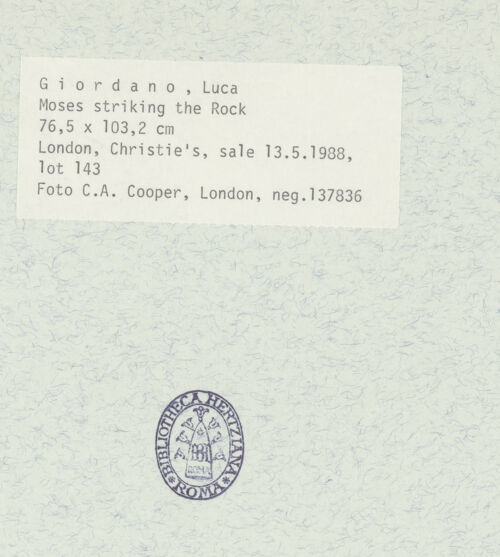 G i o r d a n o , Luca
Moses striking the Rock
76,5 x 103,2 cm
London, Christie's, sale 13.5.1988,
lot 143
Foto C.A. Cooper, London, neg.137836
BIBLIOTHECA HERTZIANA
ROMA
ROMA